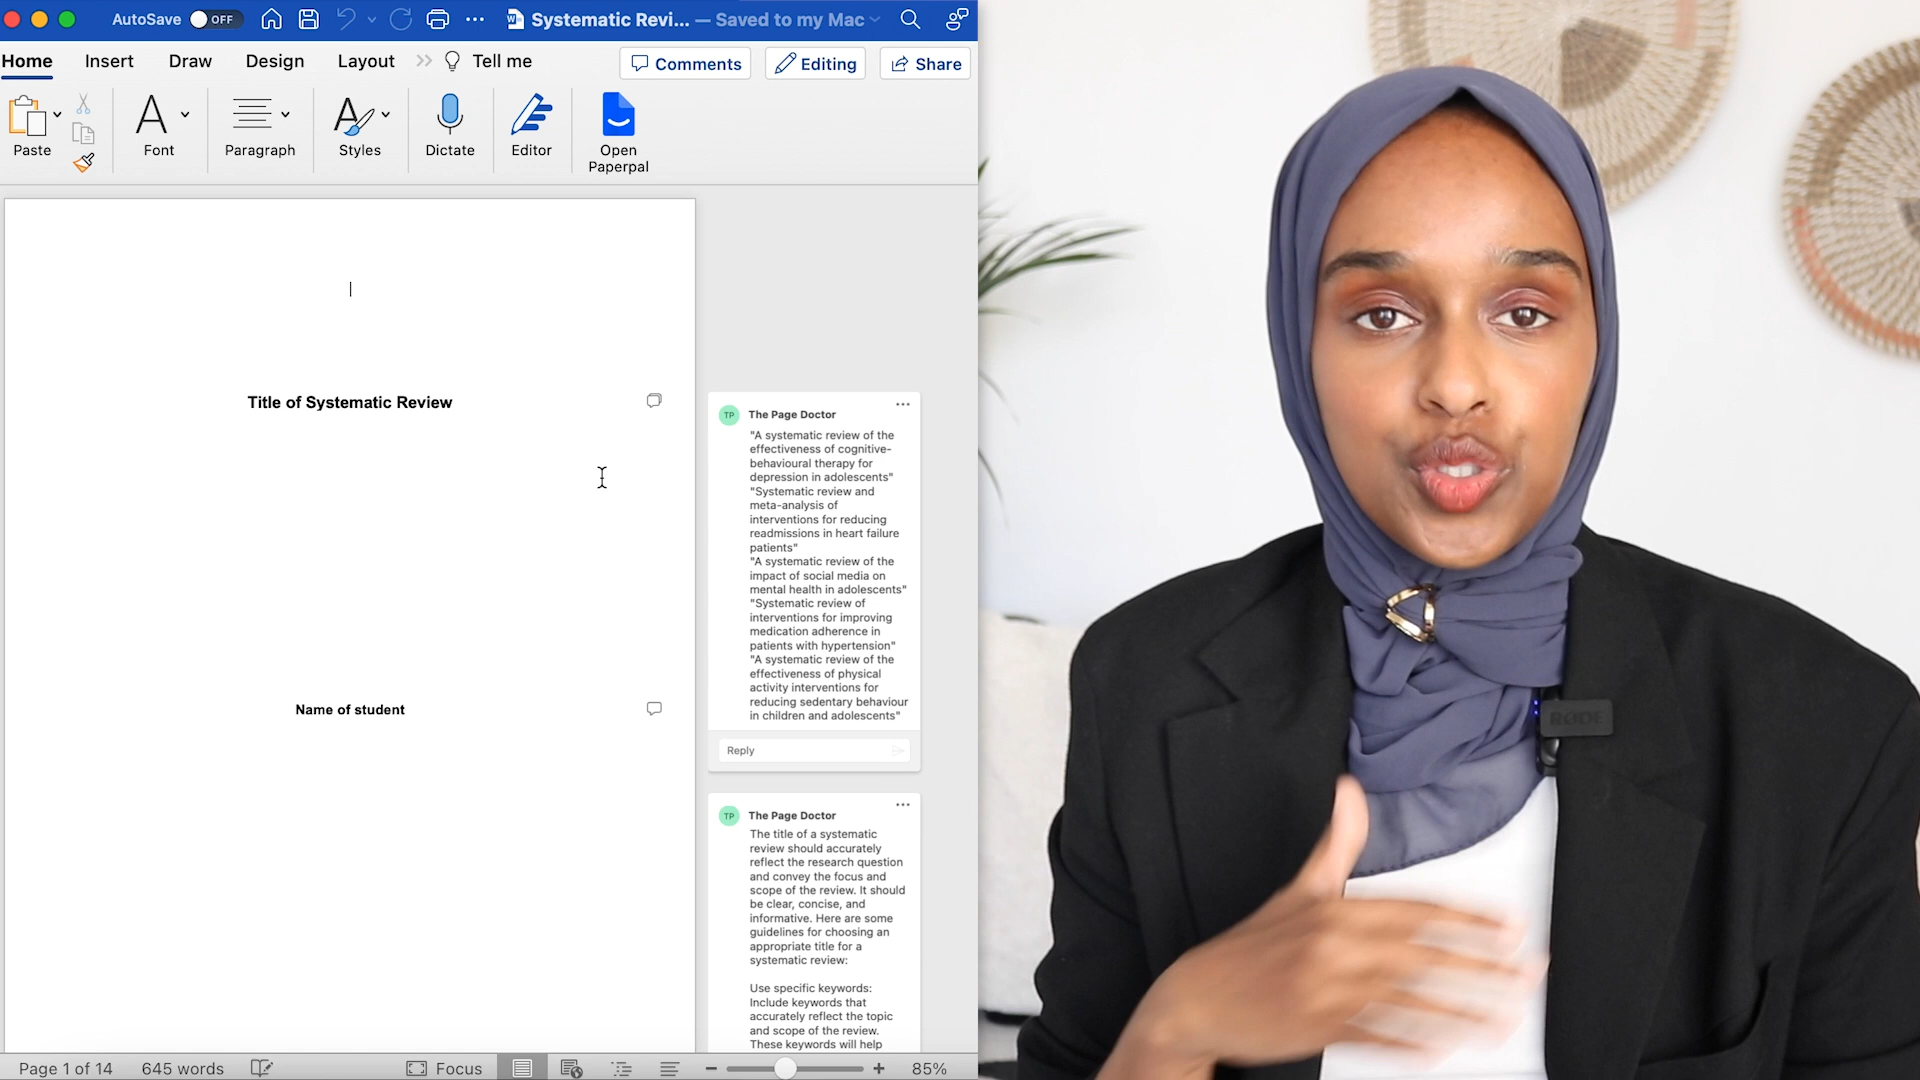 AutoSave OFF Systematic Revi... — Saved to my Mac
Home Insert Draw Design Layout Tell me Comments Editing Share
Paste Font Paragraph Styles Dictate Editor Open
Paperpal
Title of Systematic Review
Name of student
TP The Page Doctor
"A systematic review of the
effectiveness of cognitive-
behavioural therapy for
depression in adolescents"
"Systematic review and
meta-analysis of
interventions for reducing
readmissions in heart failure
patients"
"A systematic review of the
impact of social media on
mental health in adolescents"
"Systematic review of
interventions for improving
medication adherence in
patients with hypertension"
"A systematic review of the
effectiveness of physical
activity interventions for
reducing sedentary behaviour
in children and adolescents"
Reply
TP The Page Doctor
The title of a systematic
review should accurately
reflect the research question
and convey the focus and
scope of the review. It should
be clear, concise, and
informative. Here are some
guidelines for choosing an
appropriate title for a
systematic review:
Use specific keywords:
Include keywords that
accurately reflect the topic
and scope of the review.
These keywords will help
Page 1 of 14 645 words Focus 85%
RØDE